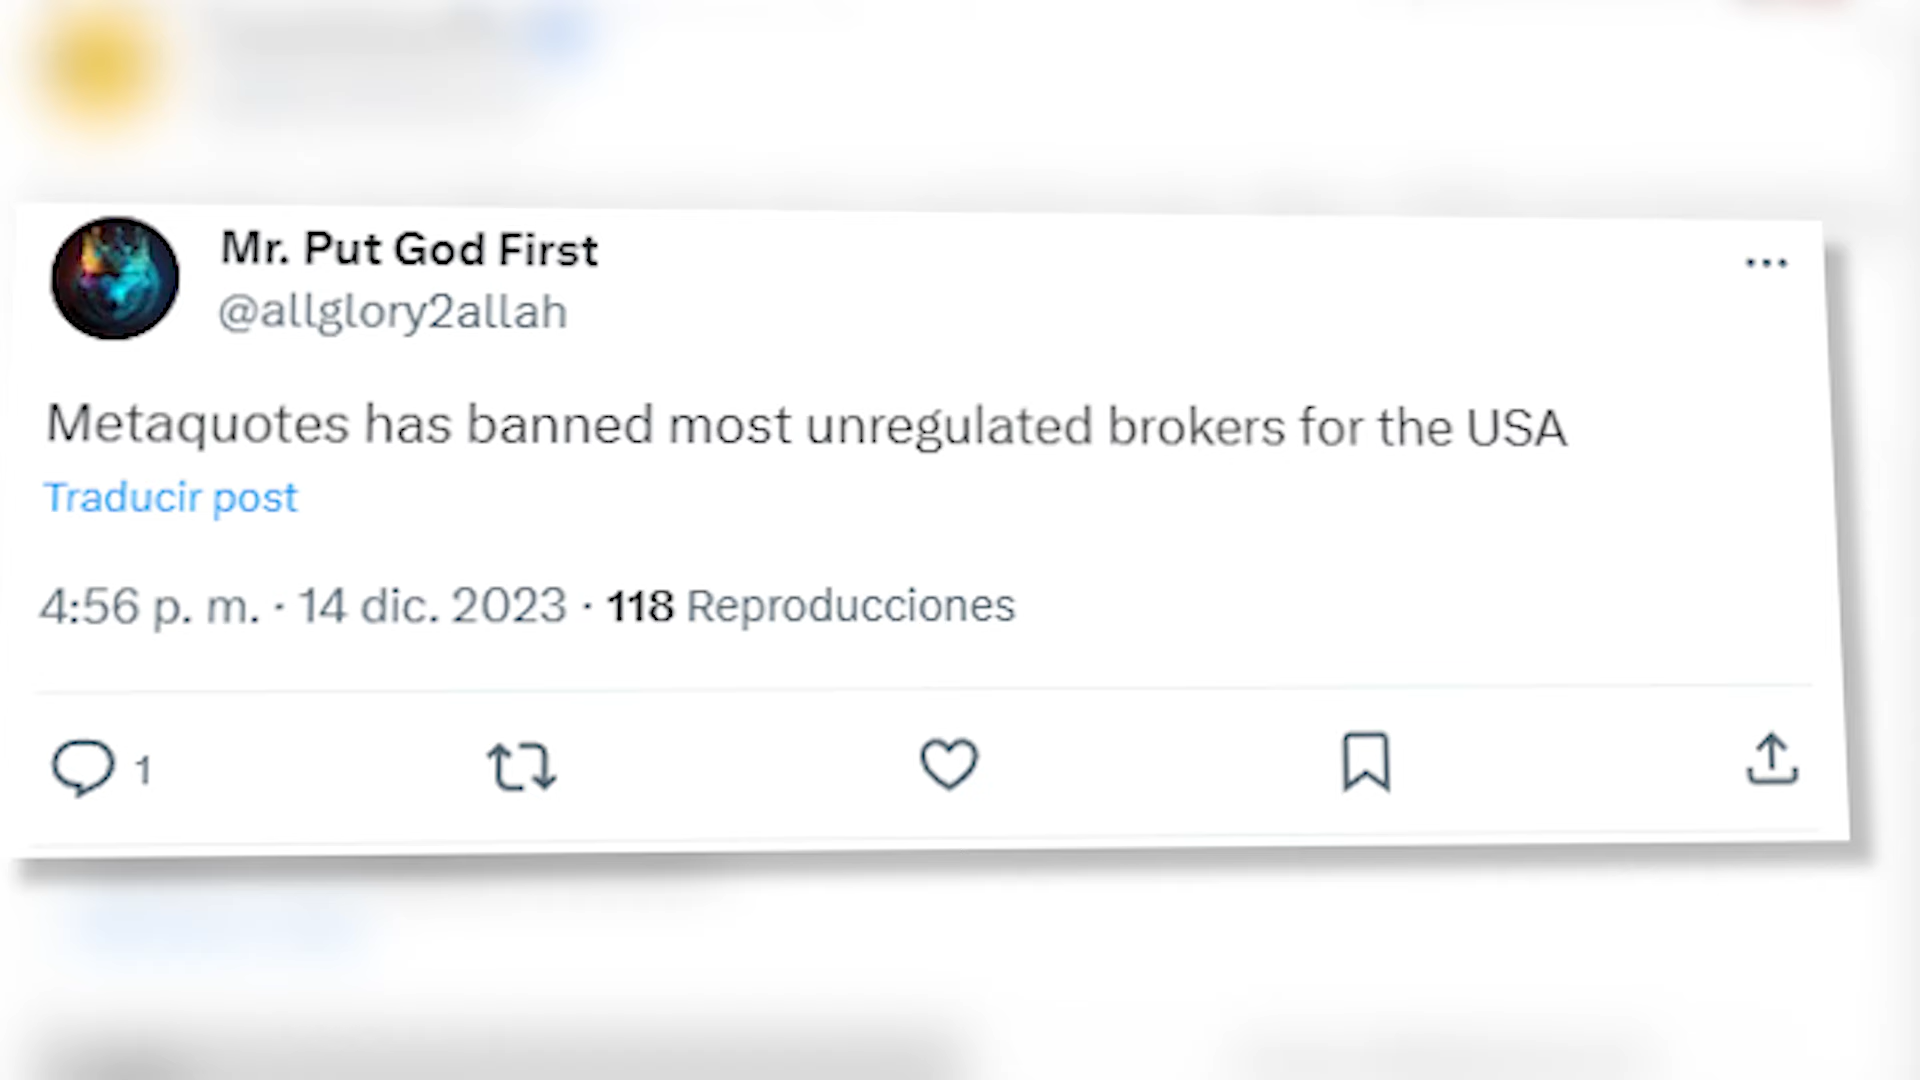 Mr. Put God First
@allglory2allah
Metaquotes has banned most unregulated brokers for the USA
Traducir post
4:56 p. m. · 14 dic. 2023 · 118 Reproducciones
1